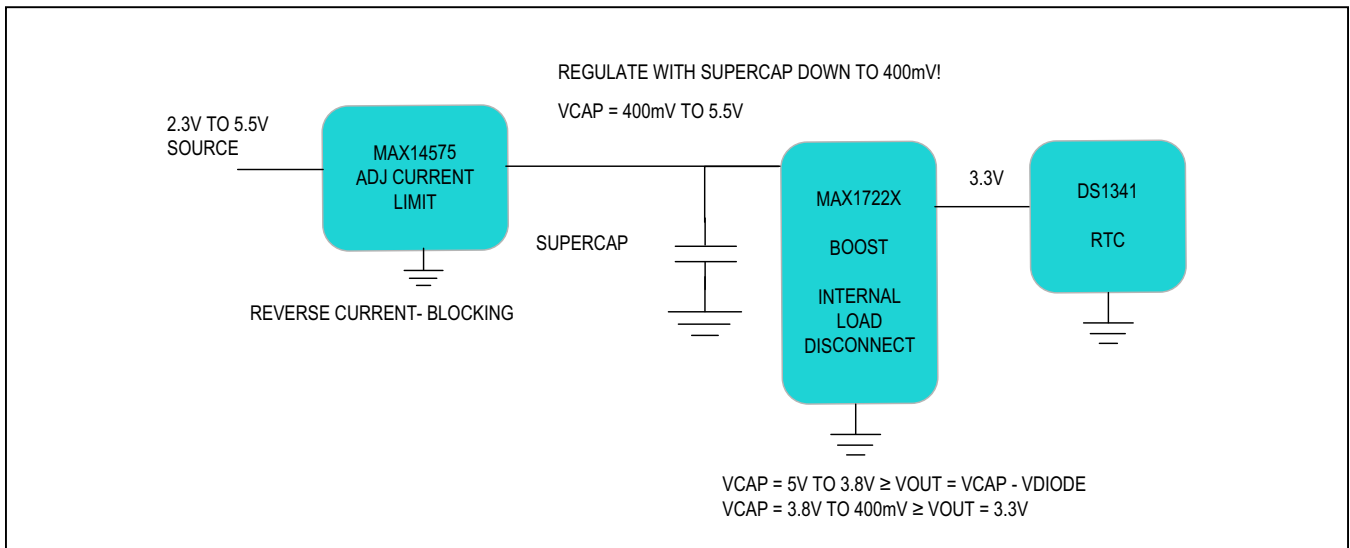 REGULATE WITH SUPERCAP DOWN TO 400mV!
VCAP = 400mV TO 5.5V
2.3V TO 5.5V
SOURCE
MAX14575
ADJ CURRENT
LIMIT
REVERSE CURRENT- BLOCKING
SUPERCAP
MAX1722X
BOOST
INTERNAL
LOAD
DISCONNECT
3.3V
DS1341
RTC
VCAP = 5V TO 3.8V ≥ VOUT = VCAP - VDIODE
VCAP = 3.8V TO 400mV ≥ VOUT = 3.3V